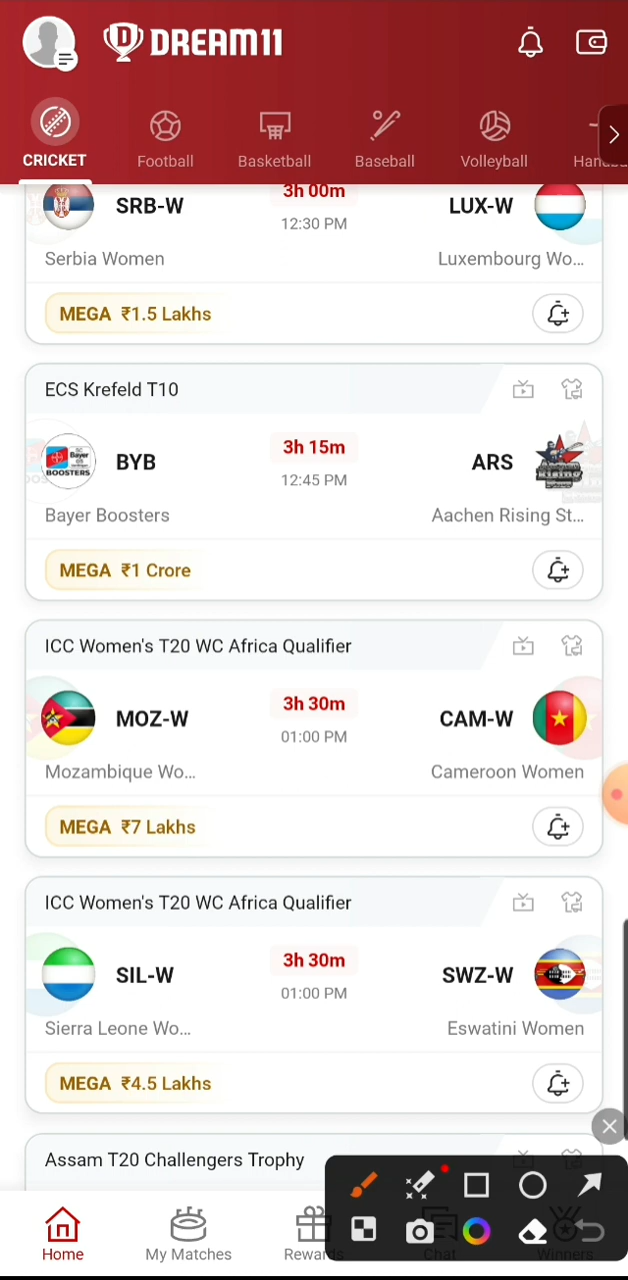 DREAM11
CRICKET
Football
Basketball
Baseball
Volleyball
3h 00m
SRB-W
LUX-W
12:30 PM
Serbia Women
Luxembourg Wo...
MEGA ₹1.5 Lakhs
ECS Krefeld T10
3h 15m
BYB
ARS
12:45 PM
Bayer Boosters
Aachen Rising St...
MEGA ₹1 Crore
ICC Women's T20 WC Africa Qualifier
3h 30m
MOZ-W
CAM-W
01:00 PM
Mozambique Wo...
Cameroon Women
MEGA ₹7 Lakhs
ICC Women's T20 WC Africa Qualifier
3h 30m
SIL-W
SWZ-W
01:00 PM
Sierra Leone Wo...
Eswatini Women
MEGA ₹4.5 Lakhs
Assam T20 Challengers Trophy
Home
My Matches
Rewards
Chat
Winners